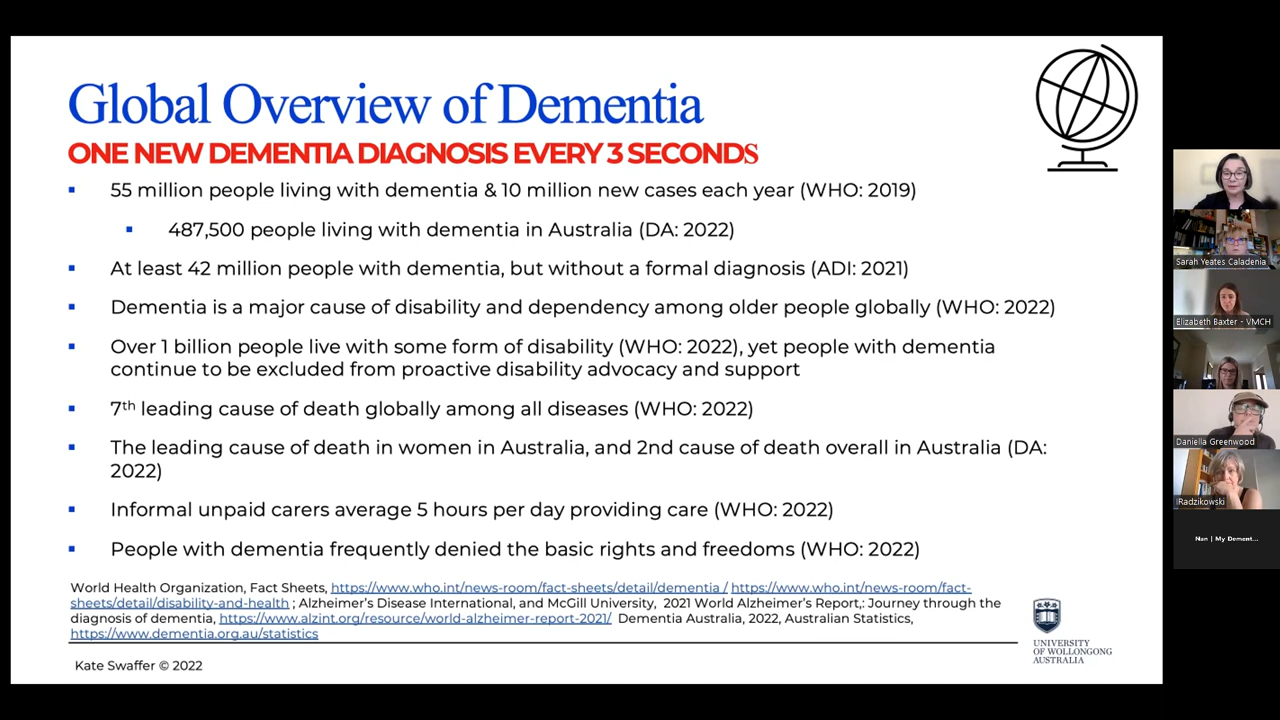 Global Overview of Dementia
ONE NEW DEMENTIA DIAGNOSIS EVERY 3 SECONDS
▪ 55 million people living with dementia & 10 million new cases each year (WHO: 2019)
▪ 487,500 people living with dementia in Australia (DA: 2022)
▪ At least 42 million people with dementia, but without a formal diagnosis (ADI: 2021)
▪ Dementia is a major cause of disability and dependency among older people globally (WHO: 2022)
▪ Over 1 billion people live with some form of disability (WHO: 2022), yet people with dementia
continue to be excluded from proactive disability advocacy and support
▪ 7th leading cause of death globally among all diseases (WHO: 2022)
▪ The leading cause of death in women in Australia, and 2nd cause of death overall in Australia (DA:
2022)
▪ Informal unpaid carers average 5 hours per day providing care (WHO: 2022)
▪ People with dementia frequently denied the basic rights and freedoms (WHO: 2022)
World Health Organization, Fact Sheets, https://www.who.int/news-room/fact-sheets/detail/dementia / https://www.who.int/news-room/fact-
sheets/detail/disability-and-health ; Alzheimer's Disease International, and McGill University, 2021 World Alzheimer's Report,: Journey through the
diagnosis of dementia, https://www.alzint.org/resource/world-alzheimer-report-2021/ Dementia Australia, 2022, Australian Statistics,
https://www.dementia.org.au/statistics
Kate Swaffer © 2022
UNIVERSITY
OF WOLLONGONG
AUSTRALIA
Sarah Yeates Caladenia
Elizabeth Baxter - VMCH
Daniella Greenwood
IRadzikowski
Nan | My Dement...